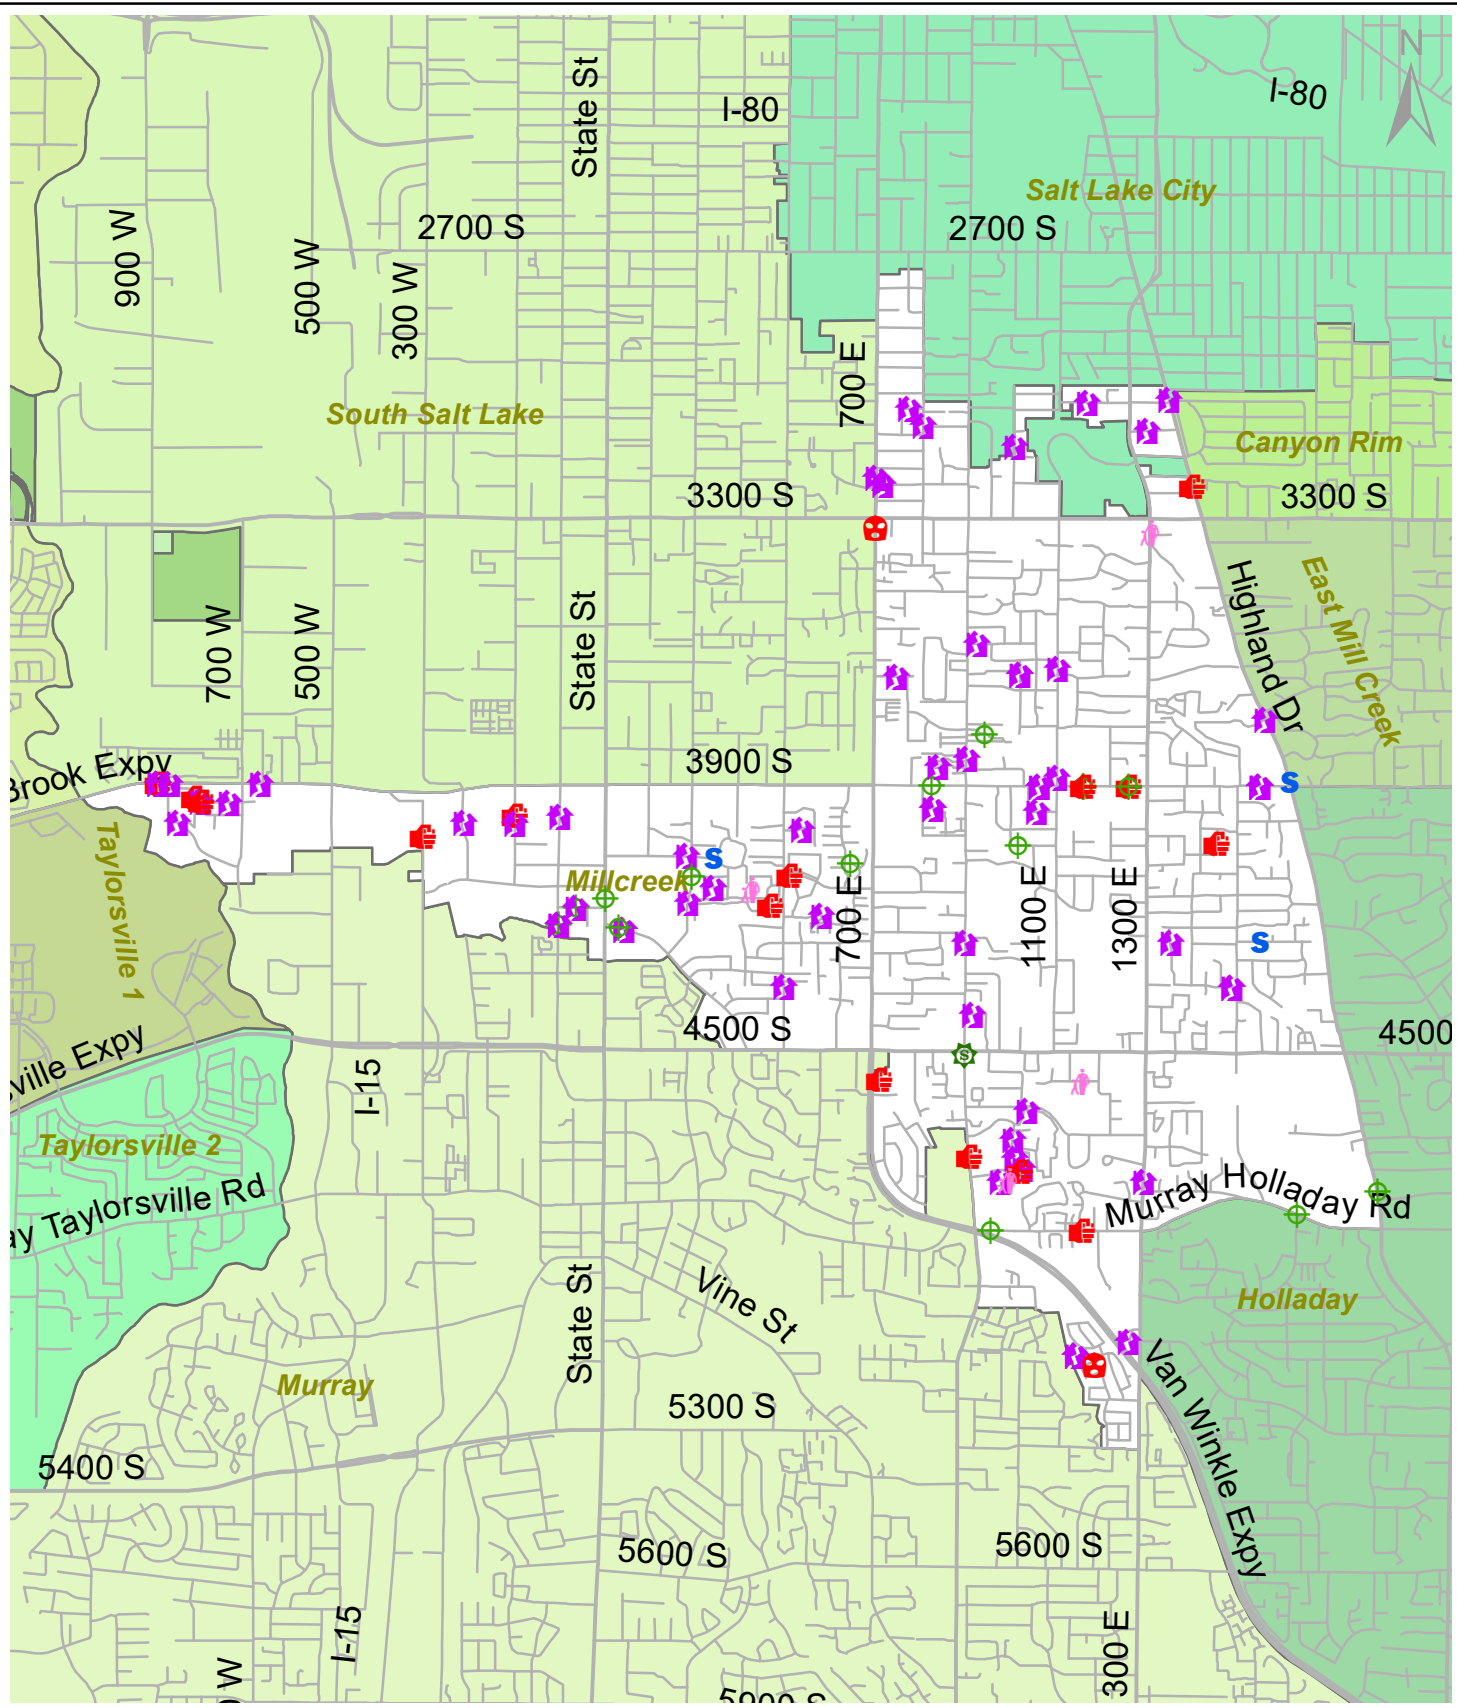 N
I-80
State St
I-80
Salt Lake City
900 W
2700 S
2700 S
500 W
300 W
700 E
South Salt Lake
Canyon Rim
3300 S
3300 S
Highland Dr
East Mill Creek
700 W
500 W
State St
Brook Expy
3900 S
S
Taylorsville 1
S
Millcreek
700 E
1100 E
1300 E
S
4500 S
4500
sville Expy
S
I-15
Taylorsville 2
ay Taylorsville Rd
Murray Holladay Rd
State St
Vine St
Holladay
Murray
Van Winkle Expy
5300 S
5400 S
5600 S
5600 S
I-15
300 E
0 W
5900 S